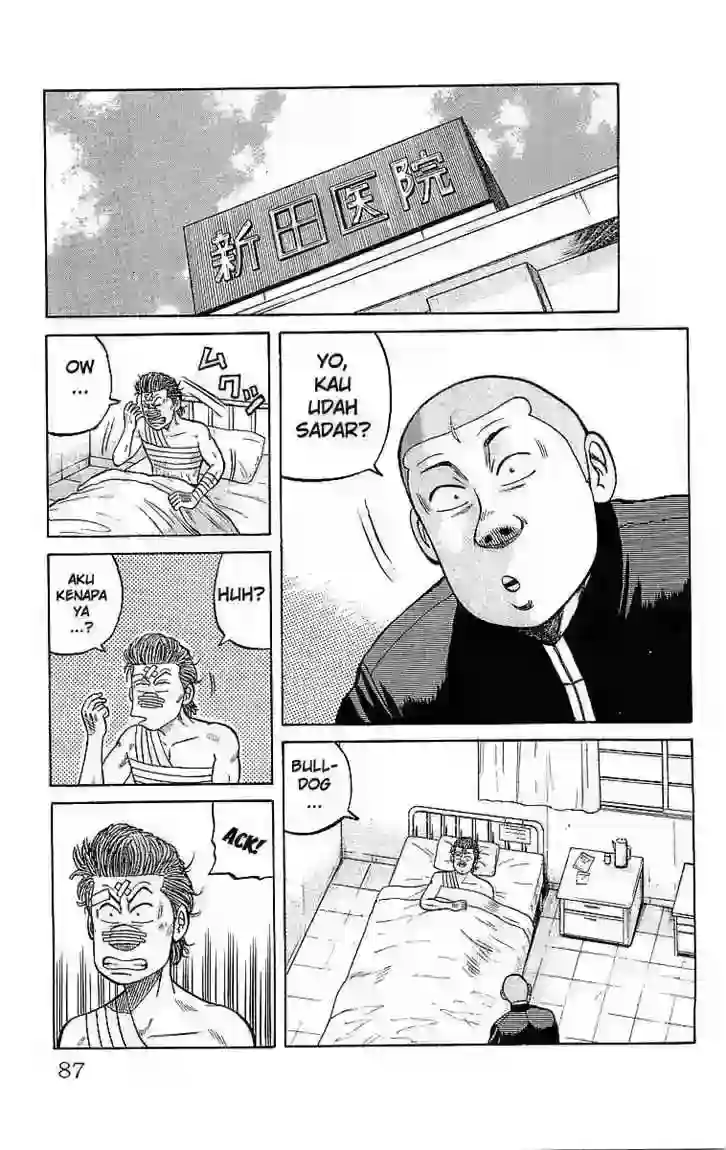 新田医院
YO,
KAU
UDAH
SADAR?
OW
...
ムクッ
BULL-
DOG
...
HUH?
AKU
KENAPA
YA
...?
ACK!
87